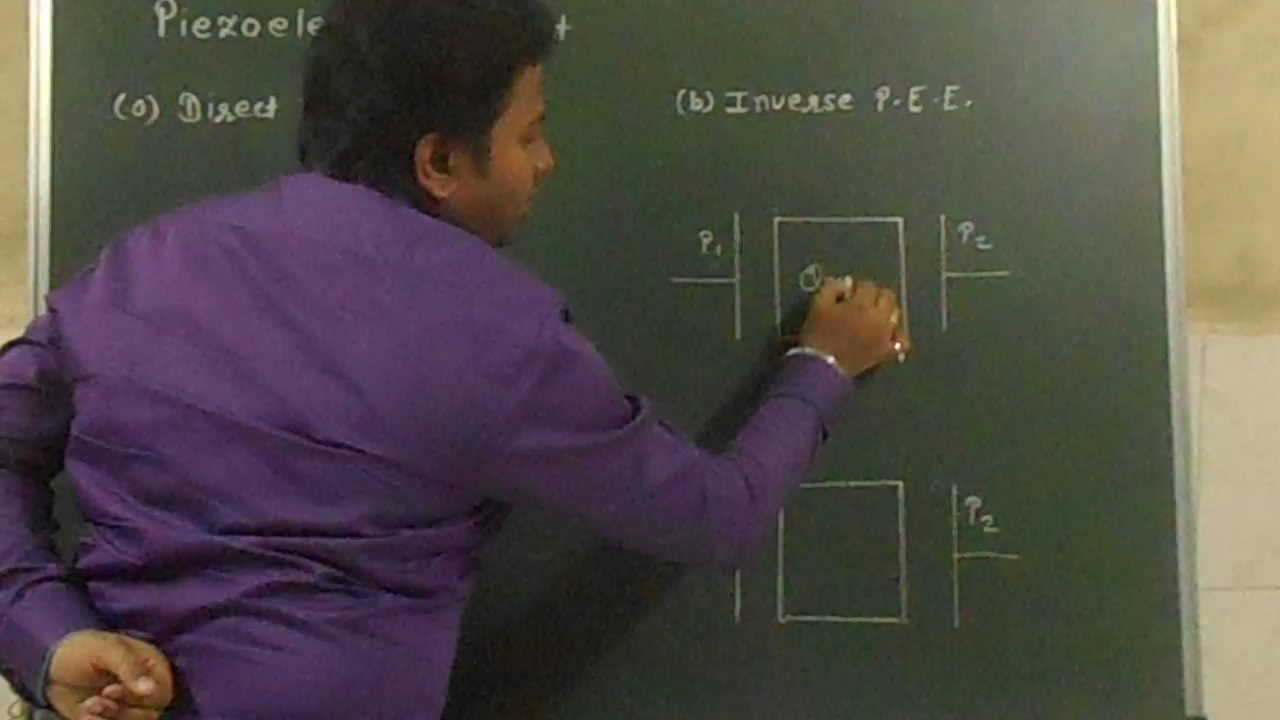 Piezoele t
(a) Direct
(b) Inverse P.E.E.
P1
P2
P2